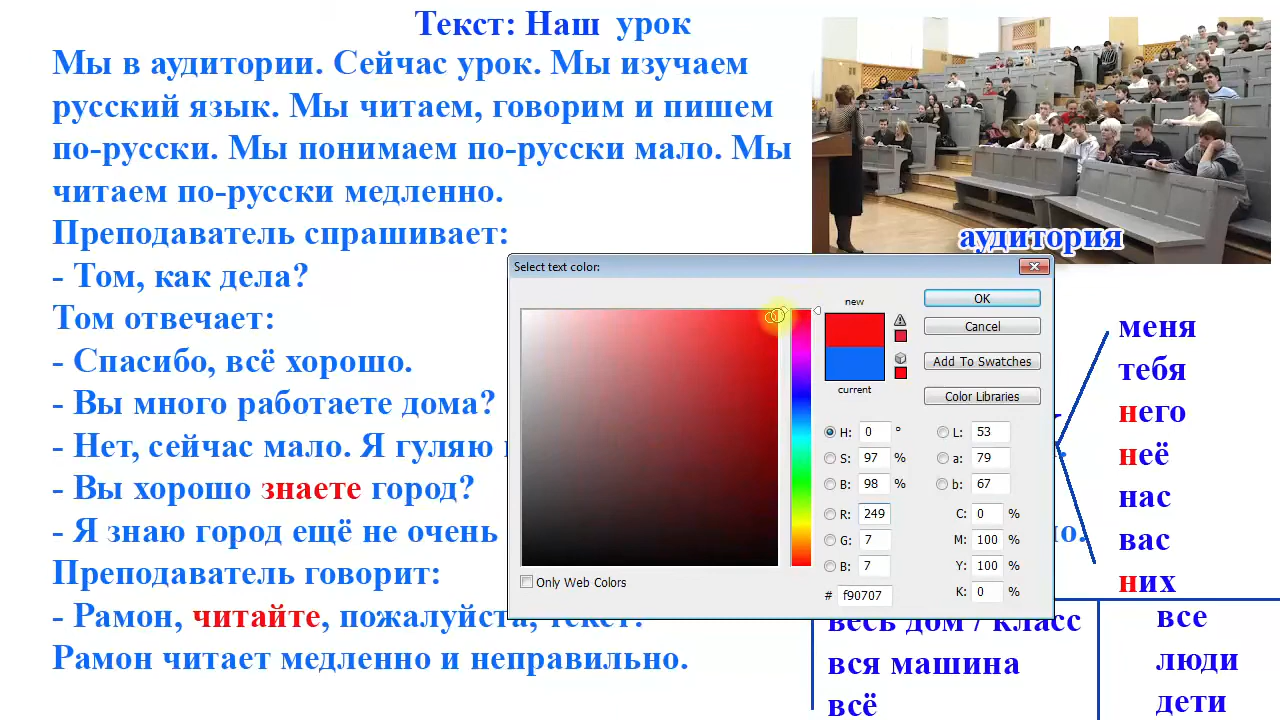 Текст: Наш урок
Мы в аудитории. Сейчас урок. Мы изучаем
русский язык. Мы читаем, говорим и пишем
по-русски. Мы понимаем по-русски мало. Мы
читаем по-русски медленно.
Преподаватель спрашивает:
- Том, как дела?
Том отвечает:
- Спасибо, всё хорошо.
- Вы много работаете дома?
- Нет, сейчас мало. Я гуляю
- Вы хорошо знаете город?
- Я знаю город ещё не очень
Преподаватель говорит:
- Рамон, читайте, пожалуйста, текст.
Рамон читает медленно и неправильно.
аудитория
Select text color:
new
current
OK
Cancel
Add To Swatches
Color Libraries
H: 0 °
S: 97 %
B: 98 %
R: 249
G: 7
B: 7
# f90707
L: 53
a: 79
b: 67
C: 0 %
M: 100 %
Y: 100 %
K: 0 %
Only Web Colors
меня
тебя
него
неё
нас
вас
них
весь дом / класс
вся машина
всё
все
люди
дети